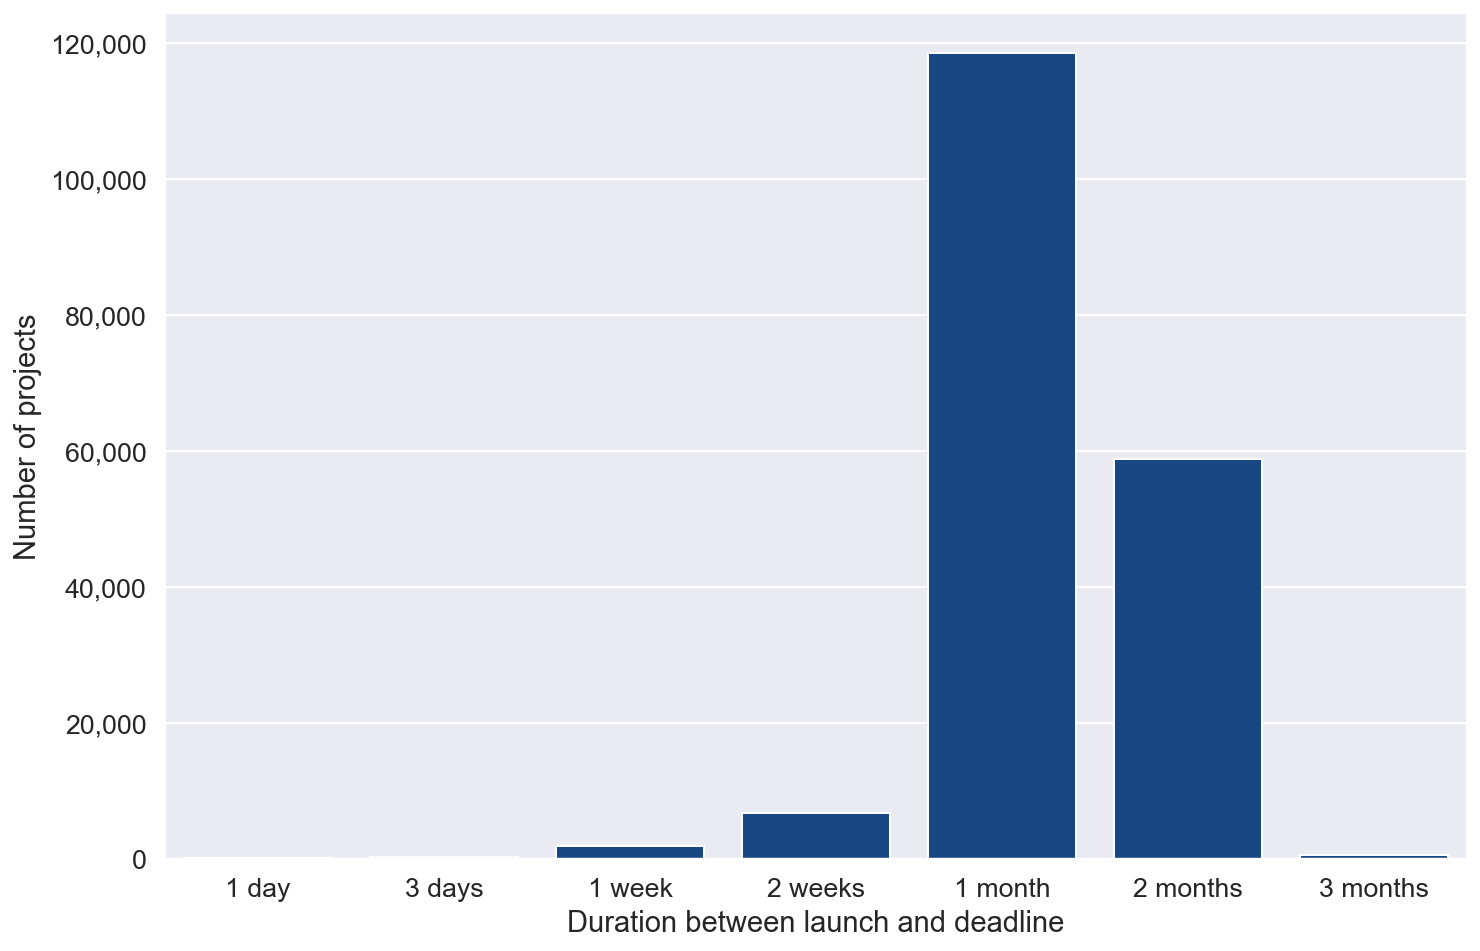 120,000
100,000
80,000
60,000
40,000
20,000
0
Number of projects
1 day 3 days 1 week 2 weeks 1 month 2 months 3 months
Duration between launch and deadline